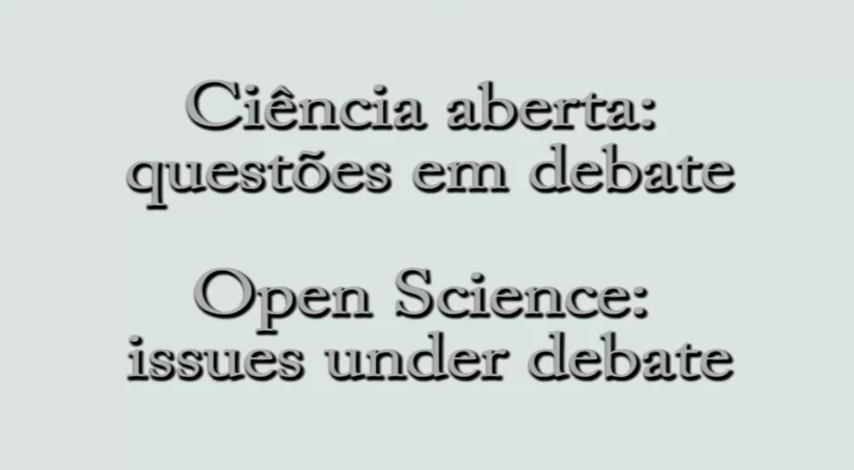 Ciência aberta:
questões em debate
Open Science:
issues under debate